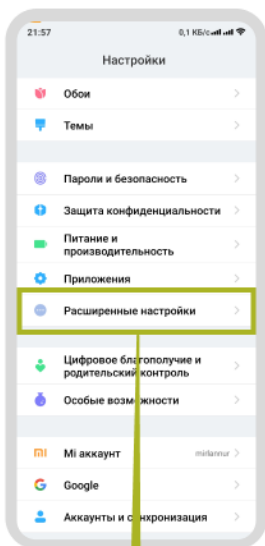 21:57 0,1 КБ/с
Настройки
Обои
Темы
Пароли и безопасность
Защита конфиденциальности
Питание и
производительность
Приложения
Расширенные настройки
Цифровое благополучие и
родительский контроль
Особые возможности
Mi аккаунт mirlannur
Google
Аккаунты и синхронизация